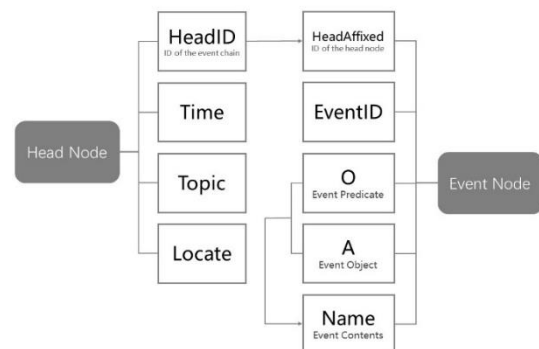 Head Node
HeadID
ID of the event chain
Time
Topic
Locate
HeadAffixed
ID of the head node
EventID
O
Event Predicate
A
Event Object
Name
Event Contents
Event Node